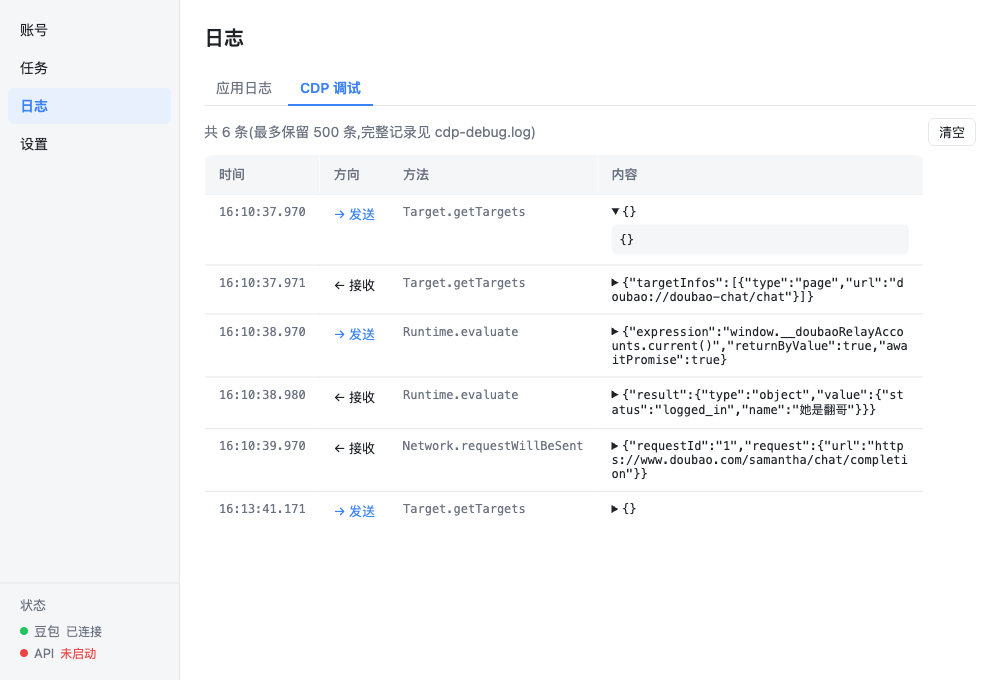 账号
任务
日志
设置
状态
豆包 已连接
API 未启动
日志
应用日志 CDP 调试
共 6 条(最多保留 500 条,完整记录见 cdp-debug.log)
清空
时间 方向 方法 内容
16:10:37.970 → 发送 Target.getTargets ▼{}
{}
16:10:37.971 ← 接收 Target.getTargets ▶{"targetInfos":[{"type":"page","url":"d
oubao://doubao-chat/chat"}]}
16:10:38.970 → 发送 Runtime.evaluate ▶{"expression":"window.__doubaoRelayAcco
unts.current()","returnByValue":true,"awa
itPromise":true}
16:10:38.980 ← 接收 Runtime.evaluate ▶{"result":{"type":"object","value":{"st
atus":"logged_in","name":"她是翻哥"}}}
16:10:39.970 ← 接收 Network.requestWillBeSent ▶{"requestId":"1","request":{"url":"http
s://www.doubao.com/samantha/chat/completi
on"}}
16:13:41.171 → 发送 Target.getTargets ▶{}